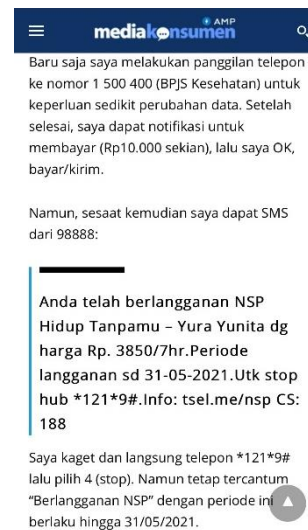 AMP
mediakonsumen
Baru saja saya melakukan panggilan telepon
ke nomor 1 500 400 (BPJS Kesehatan) untuk
keperluan sedikit perubahan data. Setelah
selesai, saya dapat notifikasi untuk
membayar (Rp10.000 sekian), lalu saya OK,
bayar/kirim.
Namun, sesaat kemudian saya dapat SMS
dari 98888:
Anda telah berlangganan NSP
Hidup Tanpamu – Yura Yunita dg
harga Rp. 3850/7hr.Periode
langganan sd 31-05-2021.Utk stop
hub *121*9#.Info: tsel.me/nsp CS:
188
Saya kaget dan langsung telepon *121*9#
lalu pilih 4 (stop). Namun tetap tercantum
“Berlangganan NSP” dengan periode ini
berlaku hingga 31/05/2021.